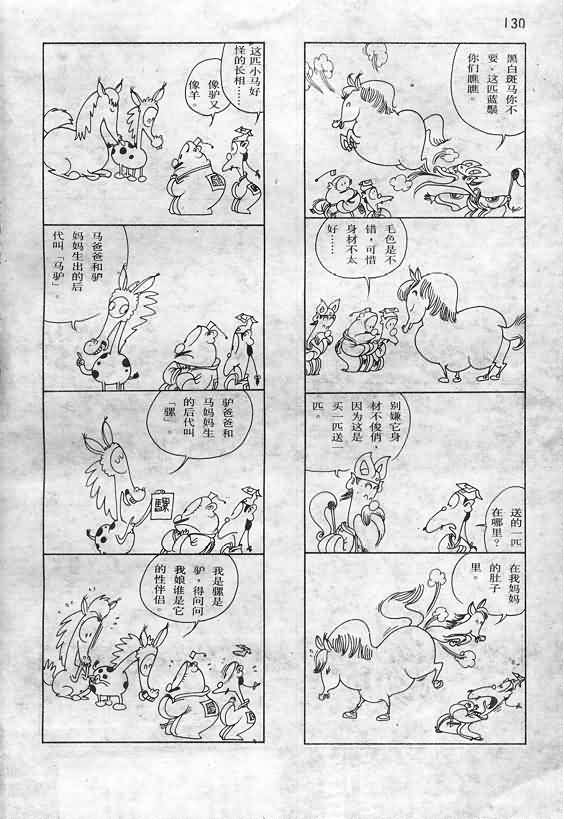 130
黑白斑马你不
要，这匹蓝鬃
你们瞧瞧。
毛色是不
错，可惜
身材不太
好……
别嫌它身
材不俊俏，
因为这是
买一匹送一
匹。
送的一匹
在哪里？
在我妈妈
的肚子
里。
这匹小马好
怪的长相……
像驴又
像羊
马爸爸和驴
妈妈生出的后
代叫「马驴」。
驴爸爸和
马妈妈生
的后代叫
「骡」。
騾
我是骡是
驴，得问问
我娘谁是它
的性伴侣。